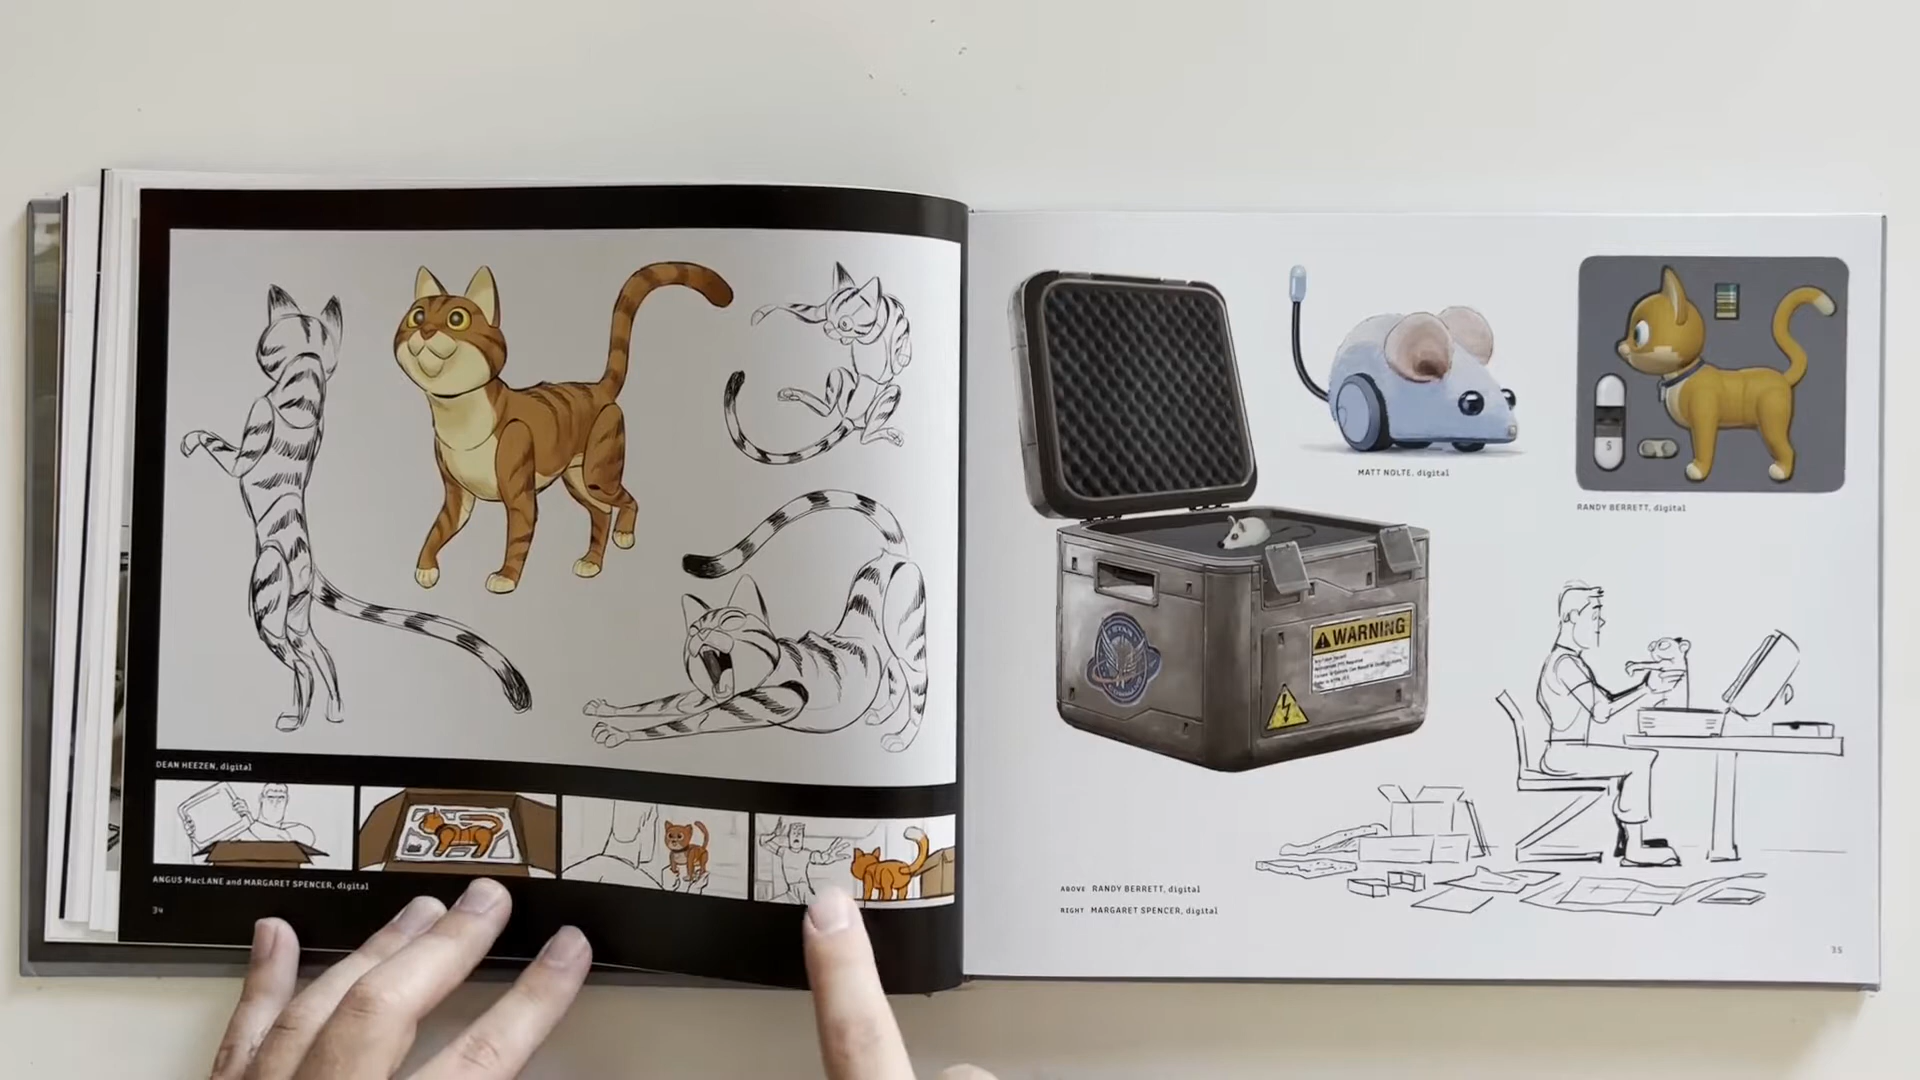 DEAN HEEZEN, digital
ANGUS MacLANE and MARGARET SPENCER, digital
34
MATT NOLTE, digital
RANDY BERRETT, digital
WARNING
S
ABOVE RANDY BERRETT, digital
RIGHT MARGARET SPENCER, digital
35